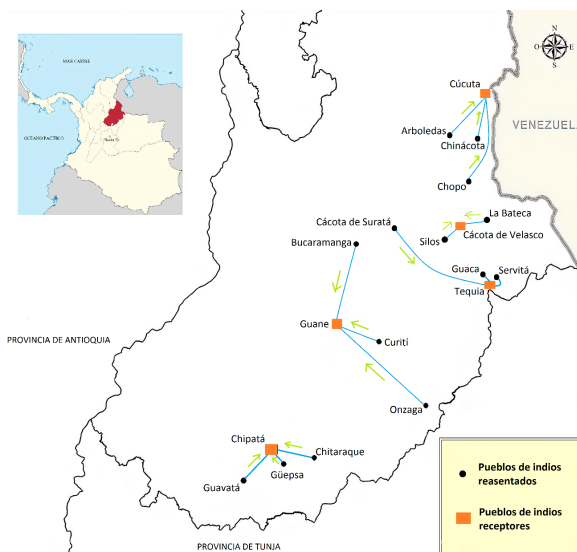 MAR CARIBE
OCÉANO PACÍFICO
N
O
E
S
VENEZUELA
Cúcuta
Arboledas
Chinácota
Chopo
La Bateca
Cácota de Velasco
Silos
Cácota de Suratá
Bucaramanga
Guaca
Servitá
Tequia
Guane
Curití
Onzaga
PROVINCIA DE ANTIOQUIA
Chipatá
Chitaraque
Güepsa
Guavatá
PROVINCIA DE TUNJA
Pueblos de indios
reasentados
Pueblos de indios
receptores